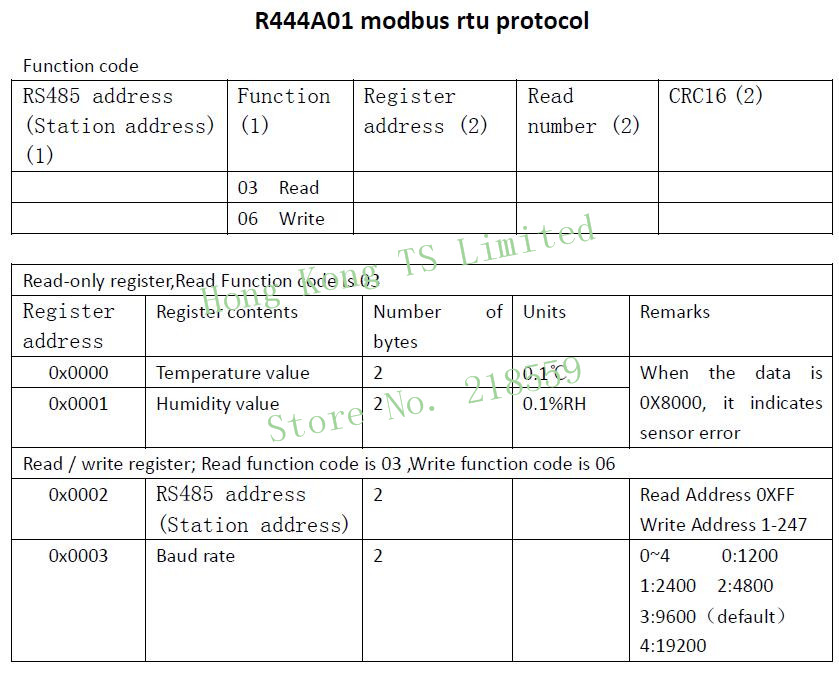 R444A01 modbus rtu protocol
Function code
RS485 address (Station address) (1) Function (1) Register address (2) Read number (2) CRC16 (2)
03 Read
06 Write
Read-only register,Read Function code is 03
Register address Register contents Number of bytes Units Remarks
0x0000 Temperature value 2 0.1℃ When the data is 0X8000, it indicates sensor error
0x0001 Humidity value 2 0.1%RH
Read / write register; Read function code is 03 ,Write function code is 06
0x0002 RS485 address (Station address) 2 Read Address 0XFF
Write Address 1-247
0x0003 Baud rate 2 0~4 0:1200
1:2400 2:4800
3:9600（default）
4:19200
Hong Kong TS Limited
Store No. 218559